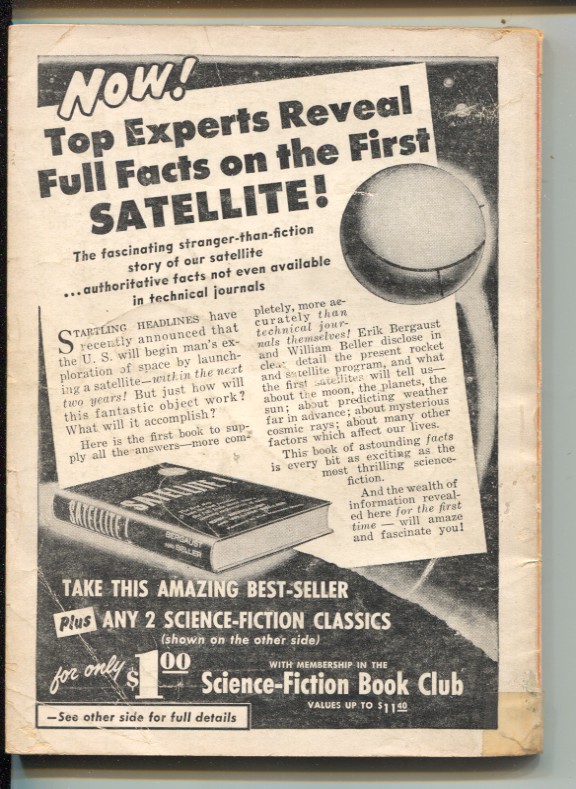 NOW!
Top Experts Reveal
Full Facts on the First
SATELLITE!
The fascinating stranger-than-fiction
story of our satellite
...authoritative facts not even available
in technical journals
STARTLING HEADLINES have
recently announced that
the U. S. will begin man's ex-
ploration of space by launch-
ing a satellite—within the next
two years! But just how will
this fantastic object work?
What will it accomplish?
Here is the first book to sup-
ply all the answers—more com-
pletely, more ac-
curately than
technical jour-
nals themselves! Erik Bergaust
and William Beller disclose in
clear detail the present rocket
and satellite program, and what
the first satellites will tell us—
about the moon, the planets, the
sun; about predicting weather
far in advance; about mysterious
cosmic rays; about many other
factors which affect our lives.
This book of astounding facts
is every bit as exciting as the
most thrilling science-
fiction.
And the wealth of
information reveal-
ed here for the first
time — will amaze
and fascinate you!
SATELLITE!
SATELLITE!
BERGAUST
AND BELLER
TAKE THIS AMAZING BEST-SELLER
Plus ANY 2 SCIENCE-FICTION CLASSICS
(shown on the other side)
for only $1.00
WITH MEMBERSHIP IN THE
Science-Fiction Book Club
VALUES UP TO $11.40
—See other side for full details